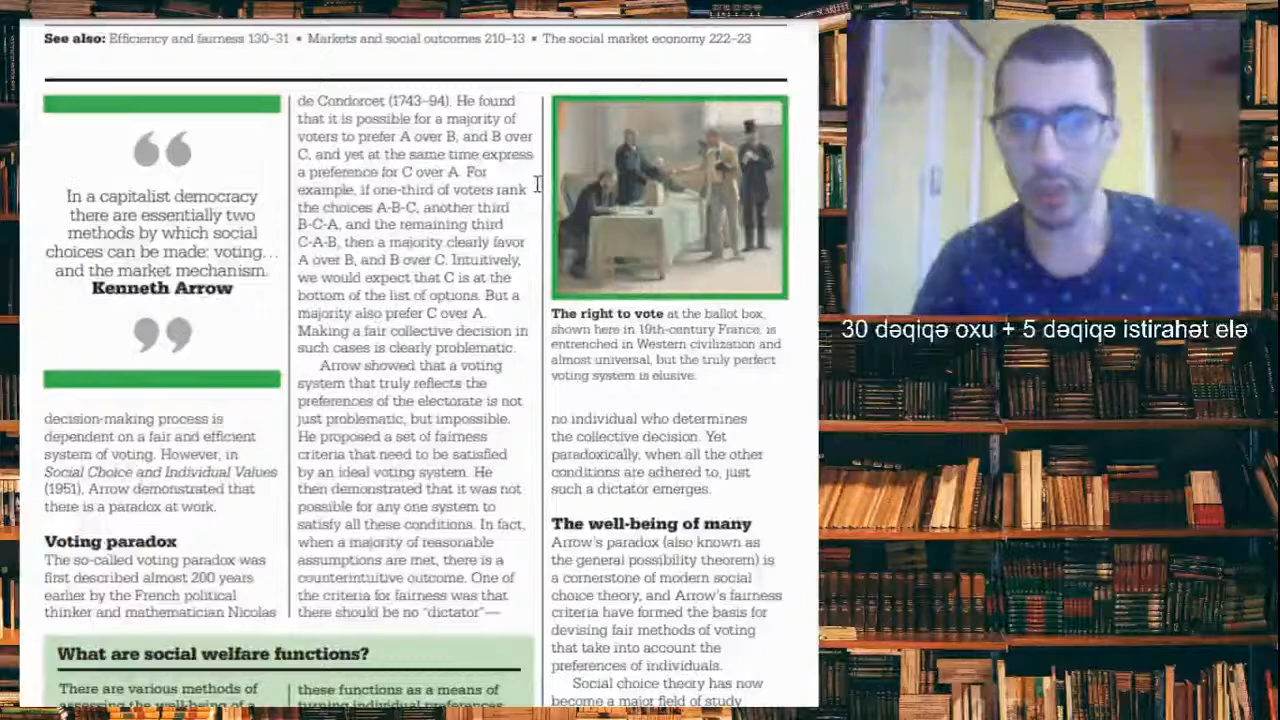 See also: Efficiency and fairness 130–31 ▪ Markets and social outcomes 210–13 ▪ The social market economy 222–23
“
In a capitalist democracy
there are essentially two
methods by which social
choices can be made: voting…
and the market mechanism.
Kenneth Arrow
”
decision-making process is
dependent on a fair and efficient
system of voting. However, in
Social Choice and Individual Values
(1951), Arrow demonstrated that
there is a paradox at work.
Voting paradox
The so-called voting paradox was
first described almost 200 years
earlier by the French political
thinker and mathematician Nicolas
de Condorcet (1743–94). He found
that it is possible for a majority of
voters to prefer A over B, and B over
C, and yet at the same time express
a preference for C over A. For
example, if one-third of voters rank
the choices A-B-C, another third
B-C-A, and the remaining third
C-A-B, then a majority clearly favor
A over B, and B over C. Intuitively,
we would expect that C is at the
bottom of the list of options. But a
majority also prefer C over A.
Making a fair collective decision in
such cases is clearly problematic.
Arrow showed that a voting
system that truly reflects the
preferences of the electorate is not
just problematic, but impossible.
He proposed a set of fairness
criteria that need to be satisfied
by an ideal voting system. He
then demonstrated that it was not
possible for any one system to
satisfy all these conditions. In fact,
when a majority of reasonable
assumptions are met, there is a
counterintuitive outcome. One of
the criteria for fairness was that
there should be no “dictator”—
The right to vote at the ballot box,
shown here in 19th-century France, is
entrenched in Western civilization and
almost universal, but the truly perfect
voting system is elusive.
no individual who determines
the collective decision. Yet
paradoxically, when all the other
conditions are adhered to, just
such a dictator emerges.
The well-being of many
Arrow's paradox (also known as
the general possibility theorem) is
a cornerstone of modern social
choice theory, and Arrow's fairness
criteria have formed the basis for
devising fair methods of voting
that take into account the
preferences of individuals.
Social choice theory has now
become a major field of study
What are social welfare functions?
There are various methods of
these functions as a means of
turning individual preferences
30 dəqiqə oxu + 5 dəqiqə istirahət elə